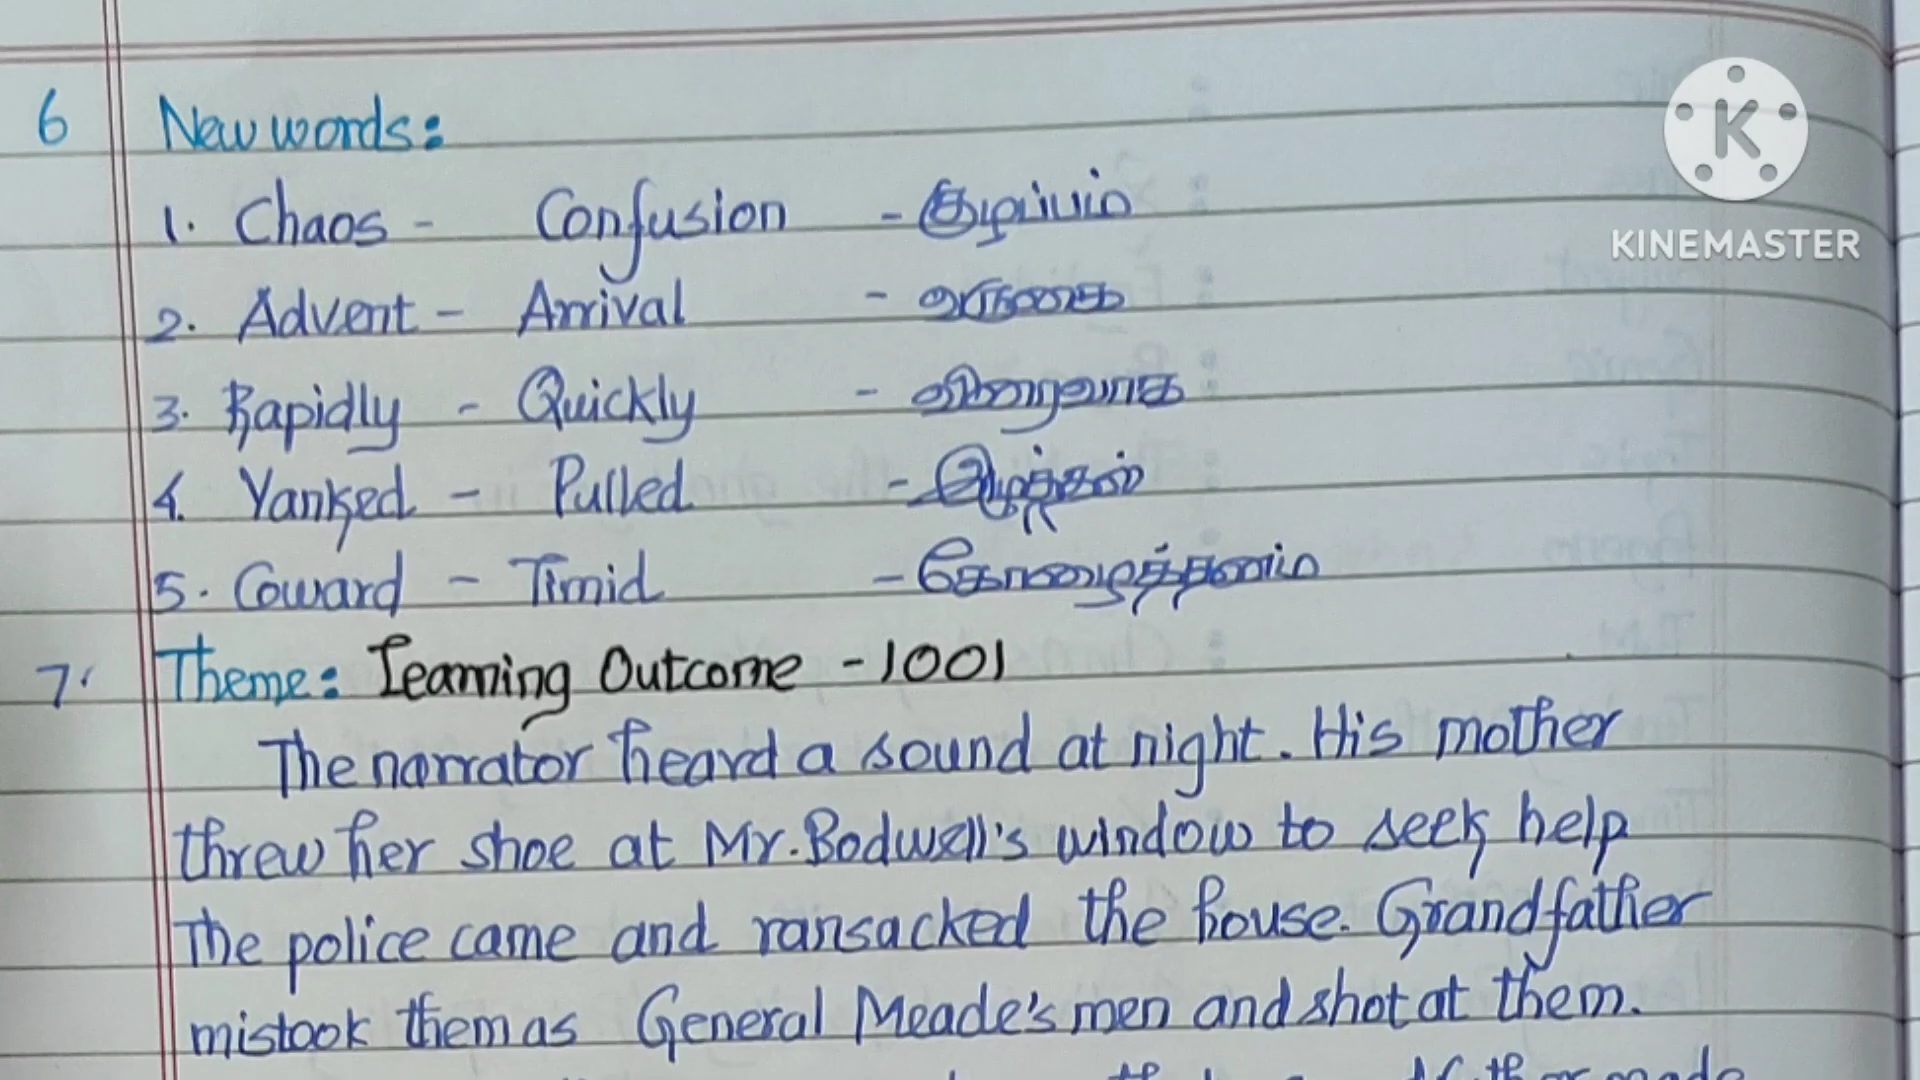 6 New words:
1. Chaos - Confusion - குழப்பம்
2. Advent - Arrival - வருகை
3. Rapidly - Quickly - விரைவாக
4. Yanked - Pulled - இழுத்தல்
5. Coward - Timid - கோழைத்தனம்
7. Theme: Learning Outcome - 1001
The narrator heard a sound at night. His mother
threw her shoe at Mr. Bodwell's window to seek help
The police came and ransacked the house. Grandfather
mistook them as General Meade's men and shot at them.
KINEMASTER